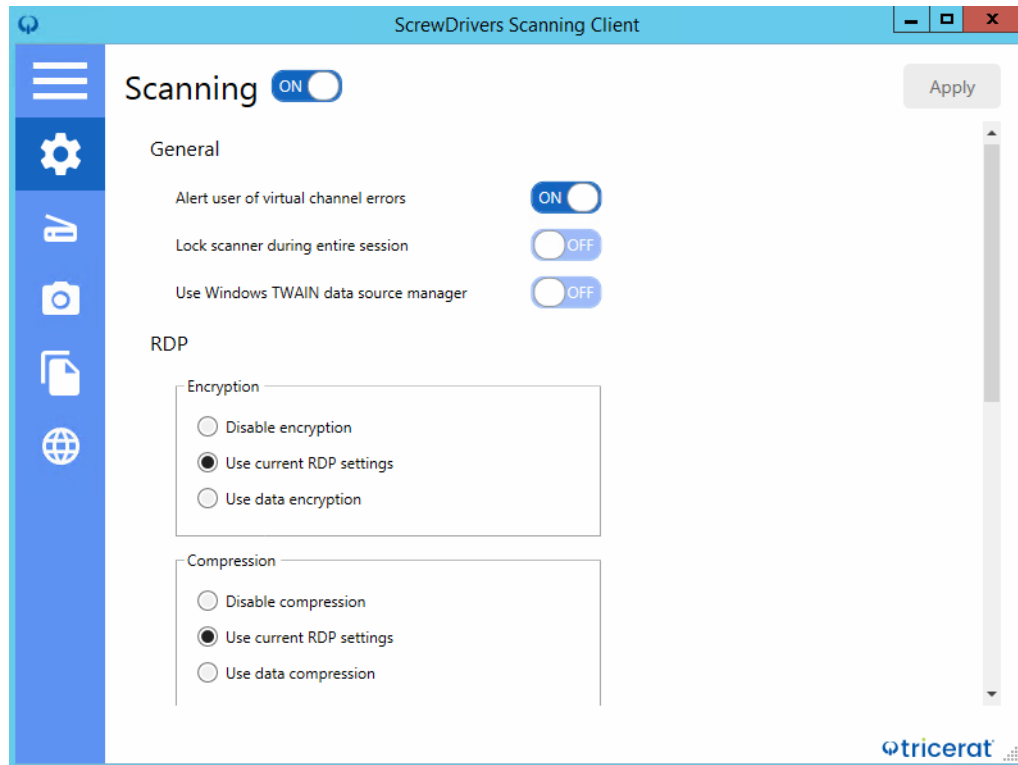 ScrewDrivers Scanning Client
Scanning ON
Apply
General
Alert user of virtual channel errors ON
Lock scanner during entire session OFF
Use Windows TWAIN data source manager OFF
RDP
Encryption
Disable encryption
Use current RDP settings
Use data encryption
Compression
Disable compression
Use current RDP settings
Use data compression
tricerat